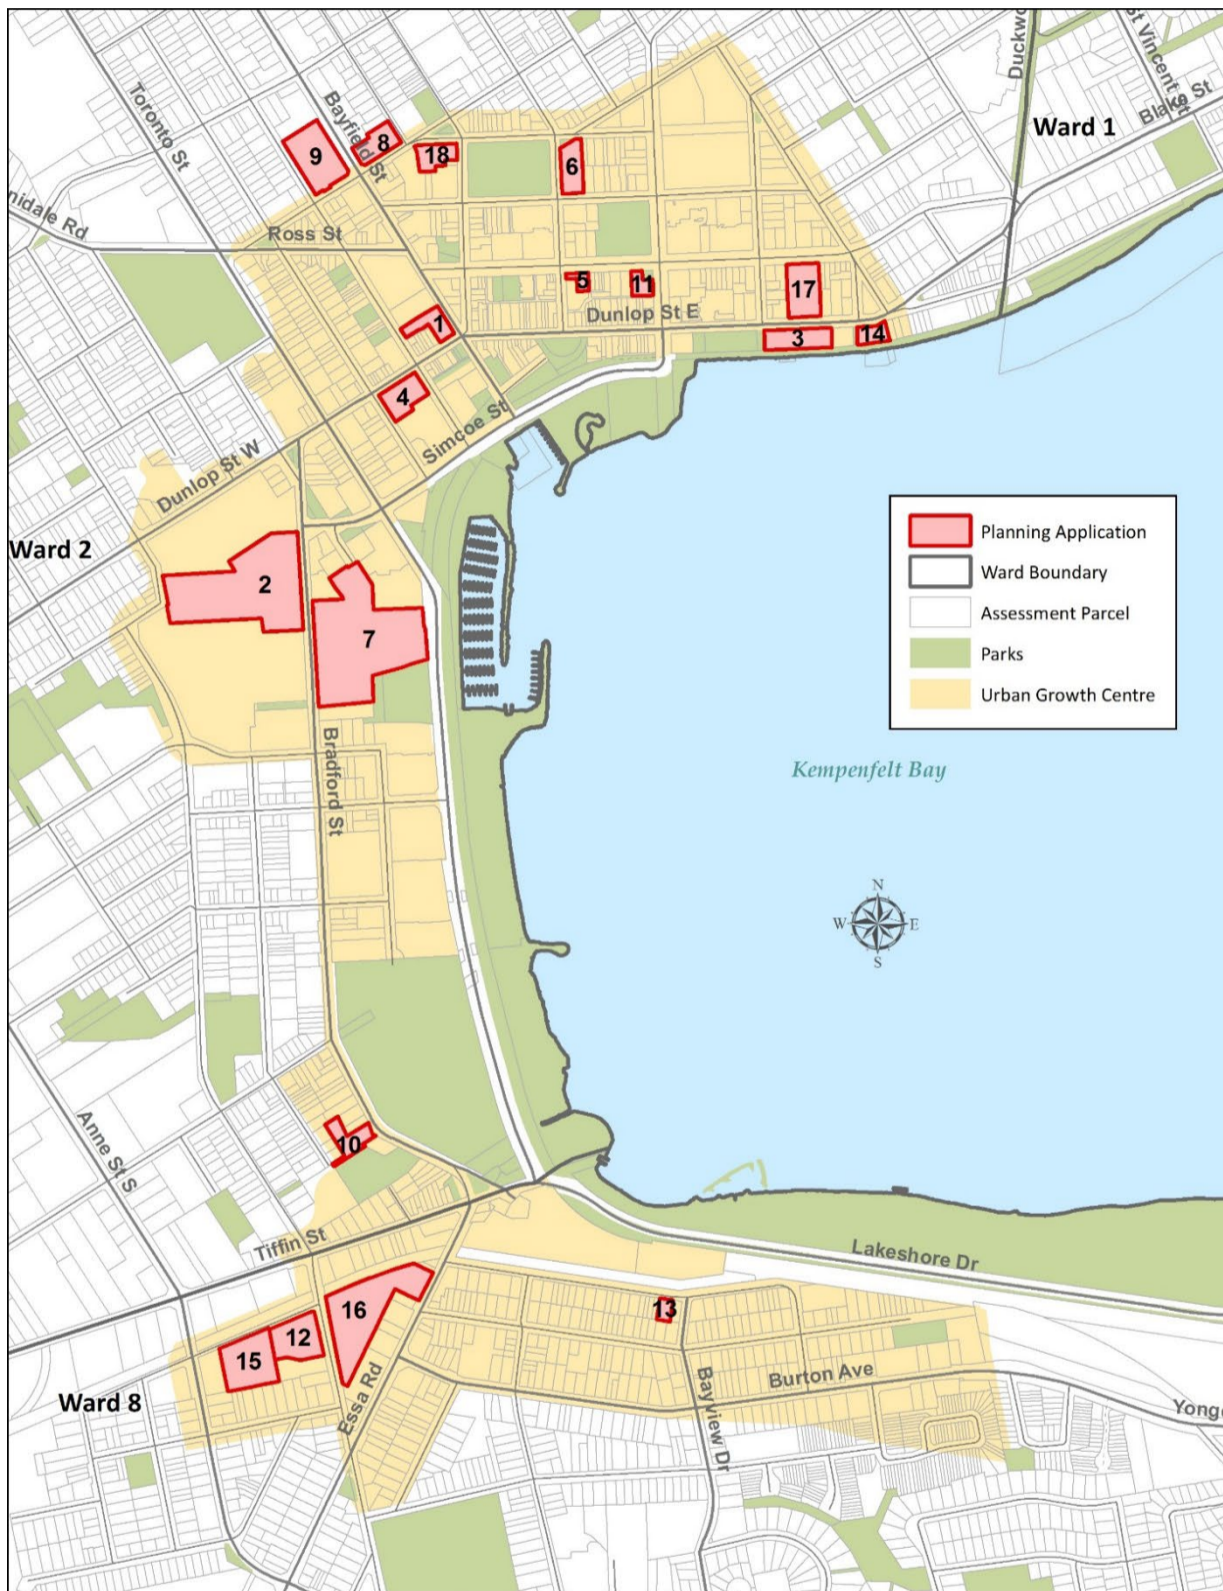 Duckwo
St Vincent St
Blake St
Ward 1
Toronto St
Bayfield St
8
9
18
6
nidale Rd
Ross St
5
11
17
Dunlop St E
1
3
14
4
Simcoe St
Dunlop St W
Ward 2
2
7
Planning Application
Ward Boundary
Assessment Parcel
Parks
Urban Growth Centre
Bradford St
Kempenfelt Bay
N
W
E
S
Anne St S
10
Tiffin St
Lakeshore Dr
16
13
12
15
Essa Rd
Burton Ave
Ward 8
Bayview Dr
Yong